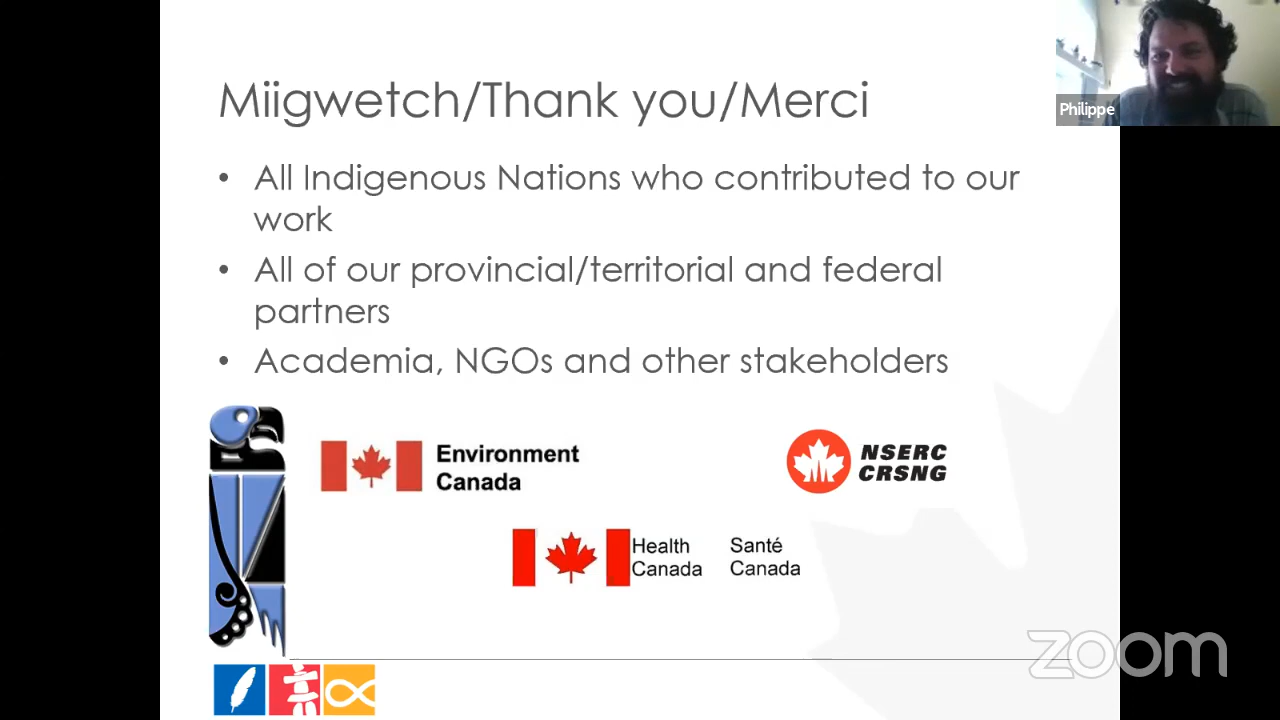 Miigwetch/Thank you/Merci
• All Indigenous Nations who contributed to our
work
• All of our provincial/territorial and federal
partners
• Academia, NGOs and other stakeholders
Philippe
Environment
Canada
NSERC
CRSNG
Health
Canada
Santé
Canada
zoom